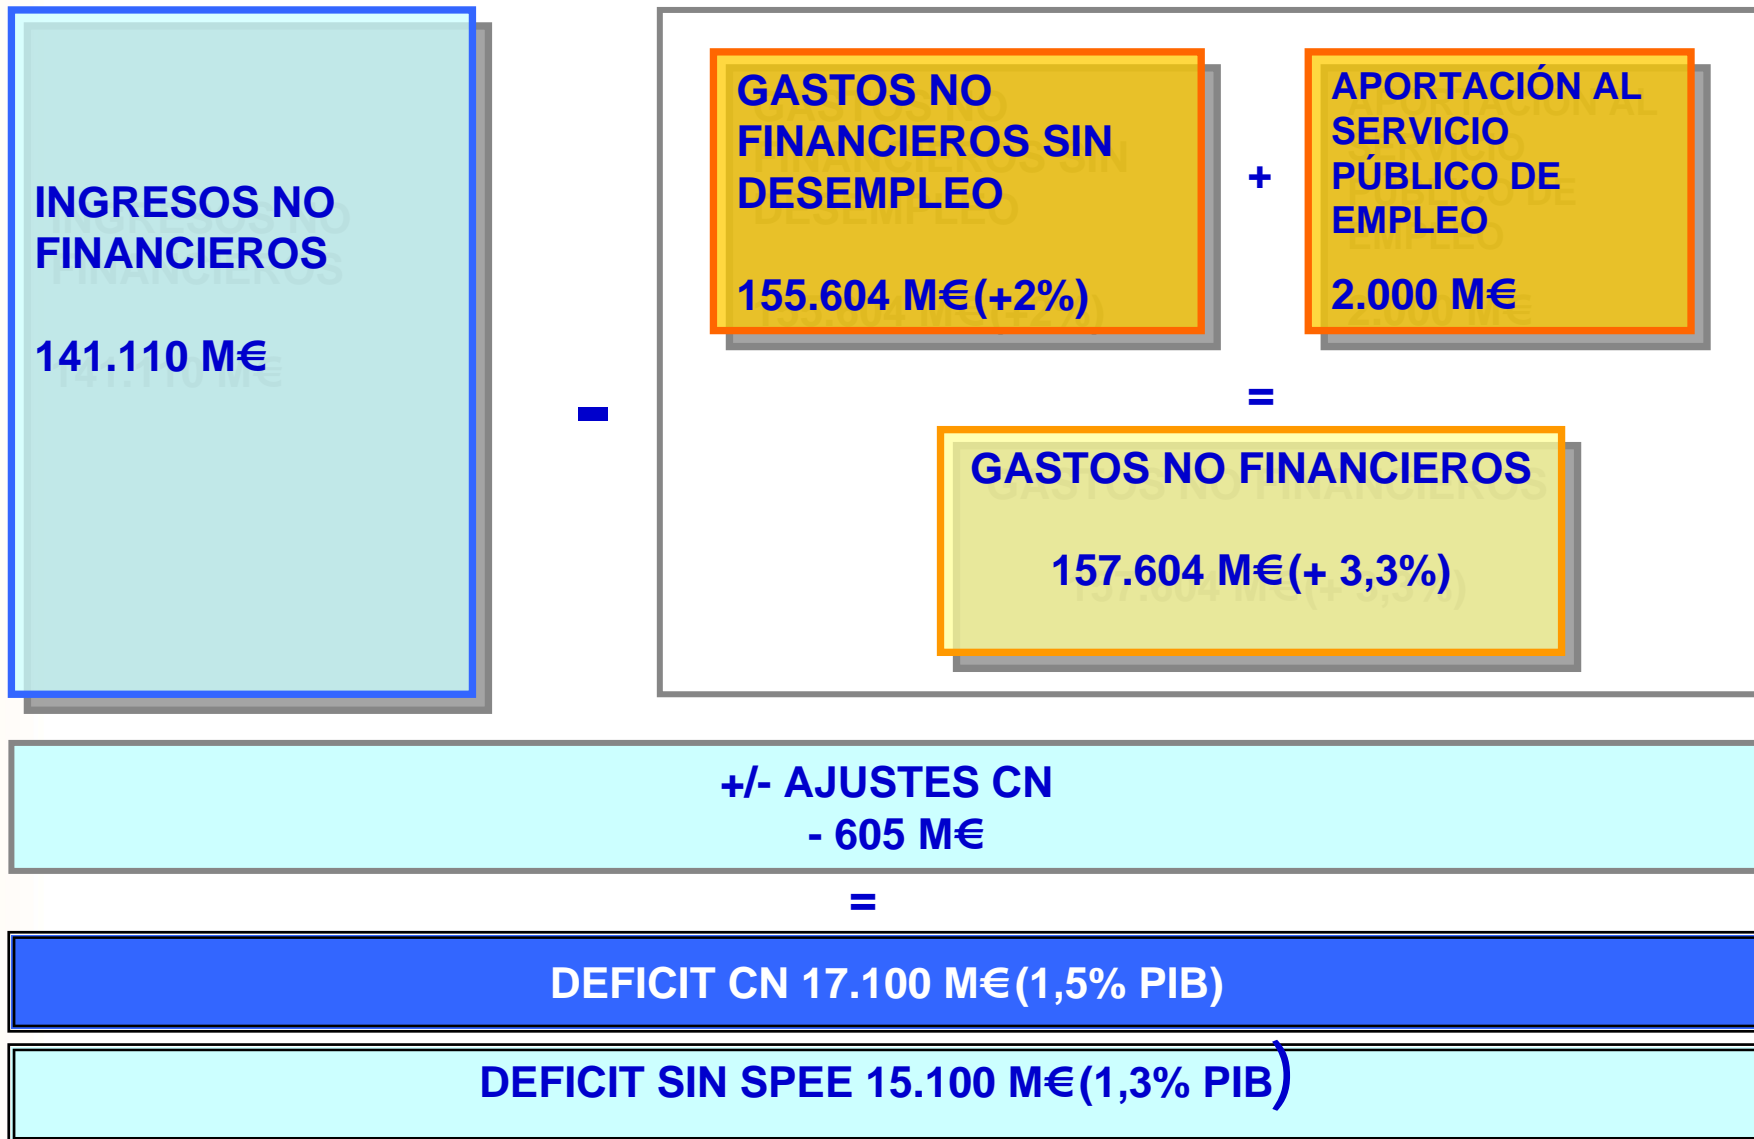 INGRESOS NO
FINANCIEROS
141.110 M€
-
GASTOS NO
FINANCIEROS SIN
DESEMPLEO
155.604 M€(+2%)
+
APORTACIÓN AL
SERVICIO
PÚBLICO DE
EMPLEO
2.000 M€
=
GASTOS NO FINANCIEROS
157.604 M€(+ 3,3%)
+/- AJUSTES CN
- 605 M€
=
DEFICIT CN 17.100 M€(1,5% PIB)
DEFICIT SIN SPEE 15.100 M€(1,3% PIB)